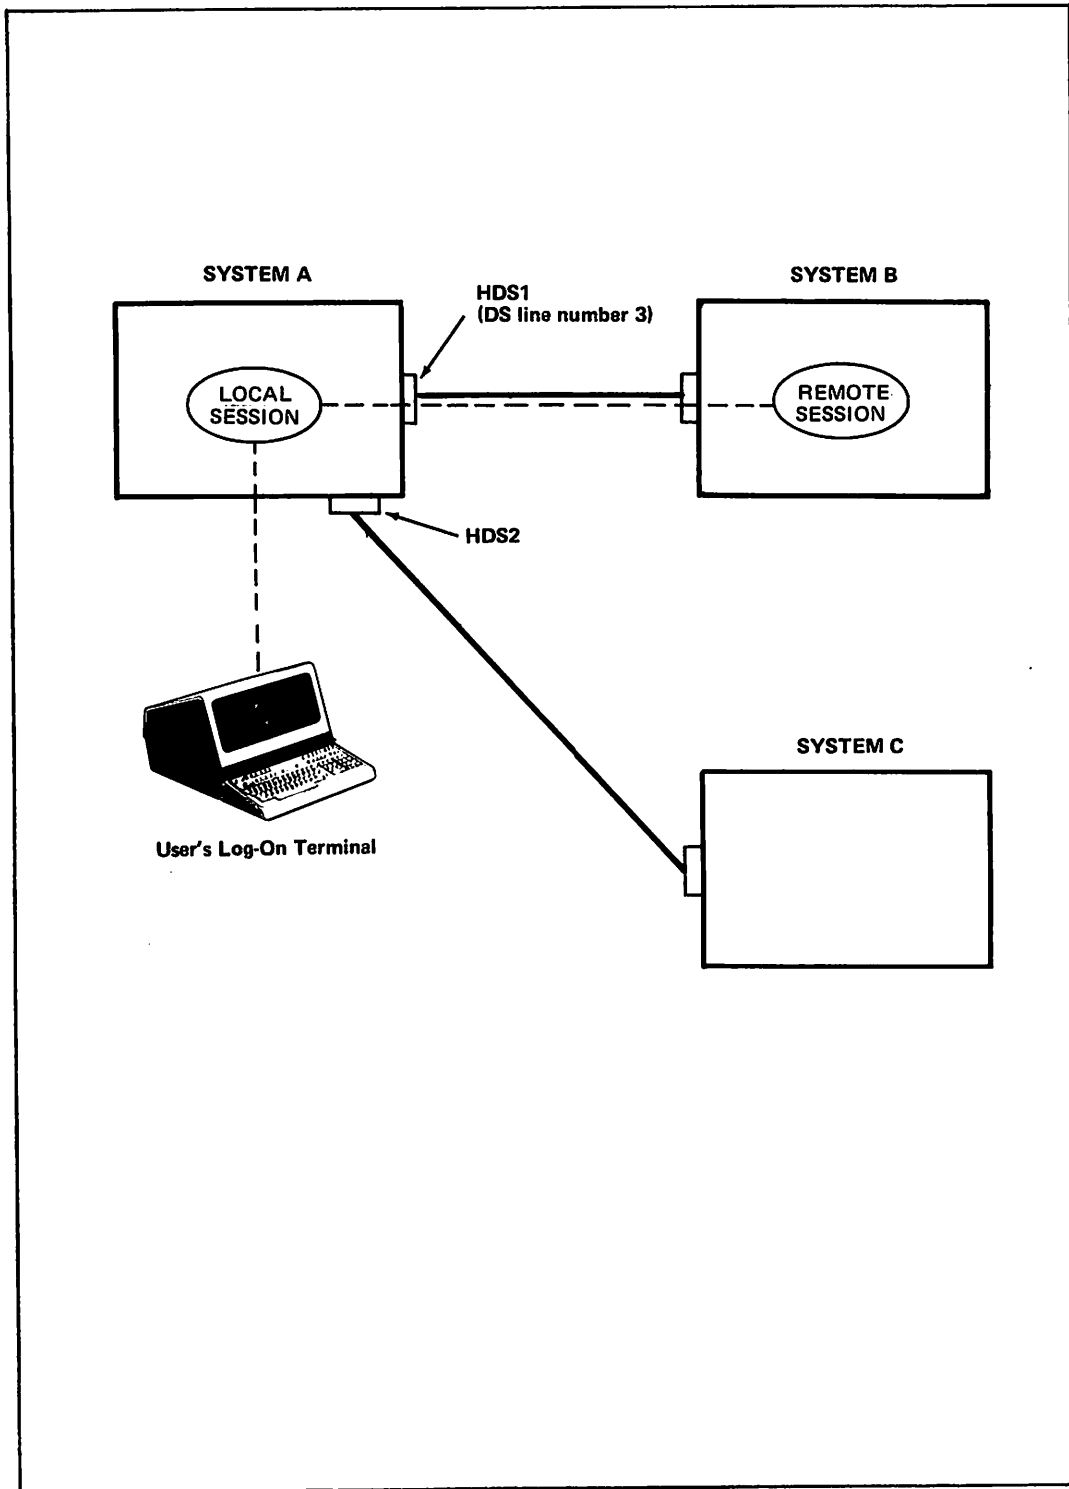 SYSTEM A
SYSTEM B
HDS1
(DS line number 3)
LOCAL
SESSION
REMOTE
SESSION
HDS2
SYSTEM C
User's Log-On Terminal